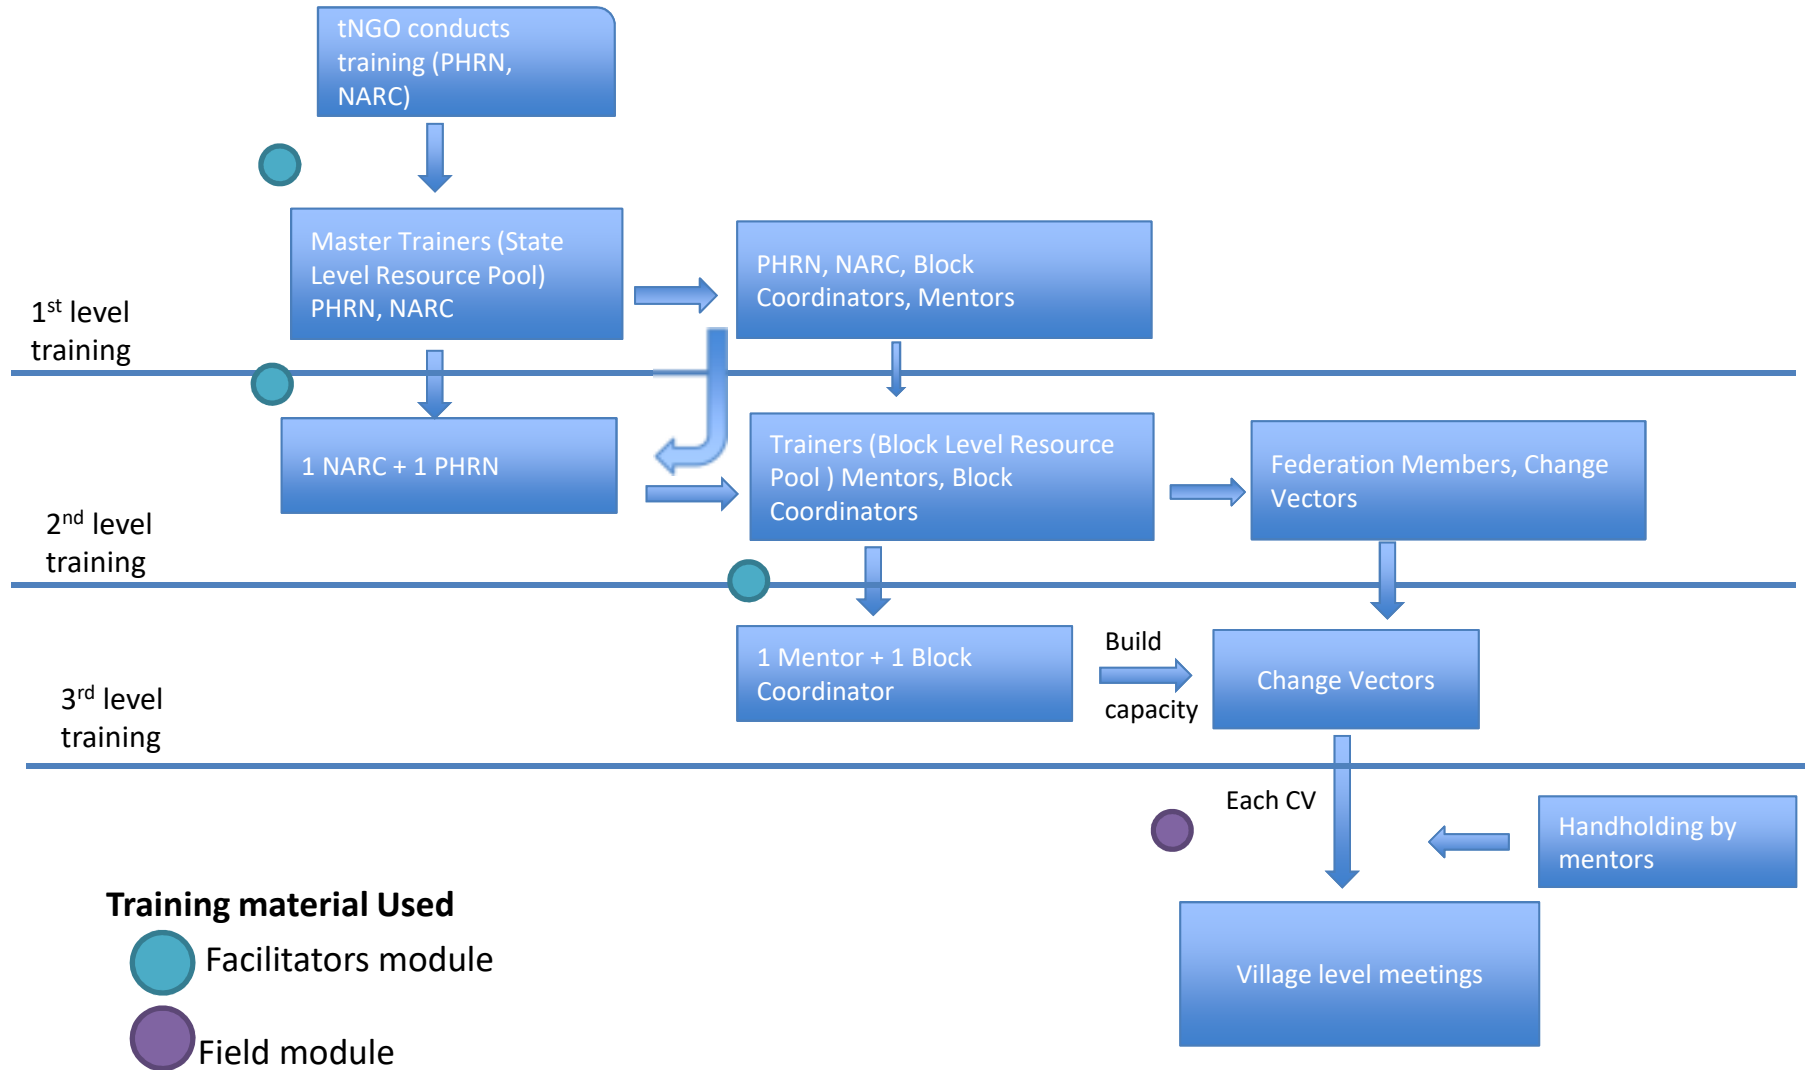 tNGO conducts
training (PHRN,
NARC)
Master Trainers (State
Level Resource Pool)
PHRN, NARC
PHRN, NARC, Block
Coordinators, Mentors
1st level
training
1 NARC + 1 PHRN
Trainers (Block Level Resource
Pool ) Mentors, Block
Coordinators
Federation Members, Change
Vectors
2nd level
training
1 Mentor + 1 Block
Coordinator
Build
capacity
Change Vectors
3rd level
training
Each CV
Handholding by
mentors
Village level meetings
Training material Used
Facilitators module
Field module